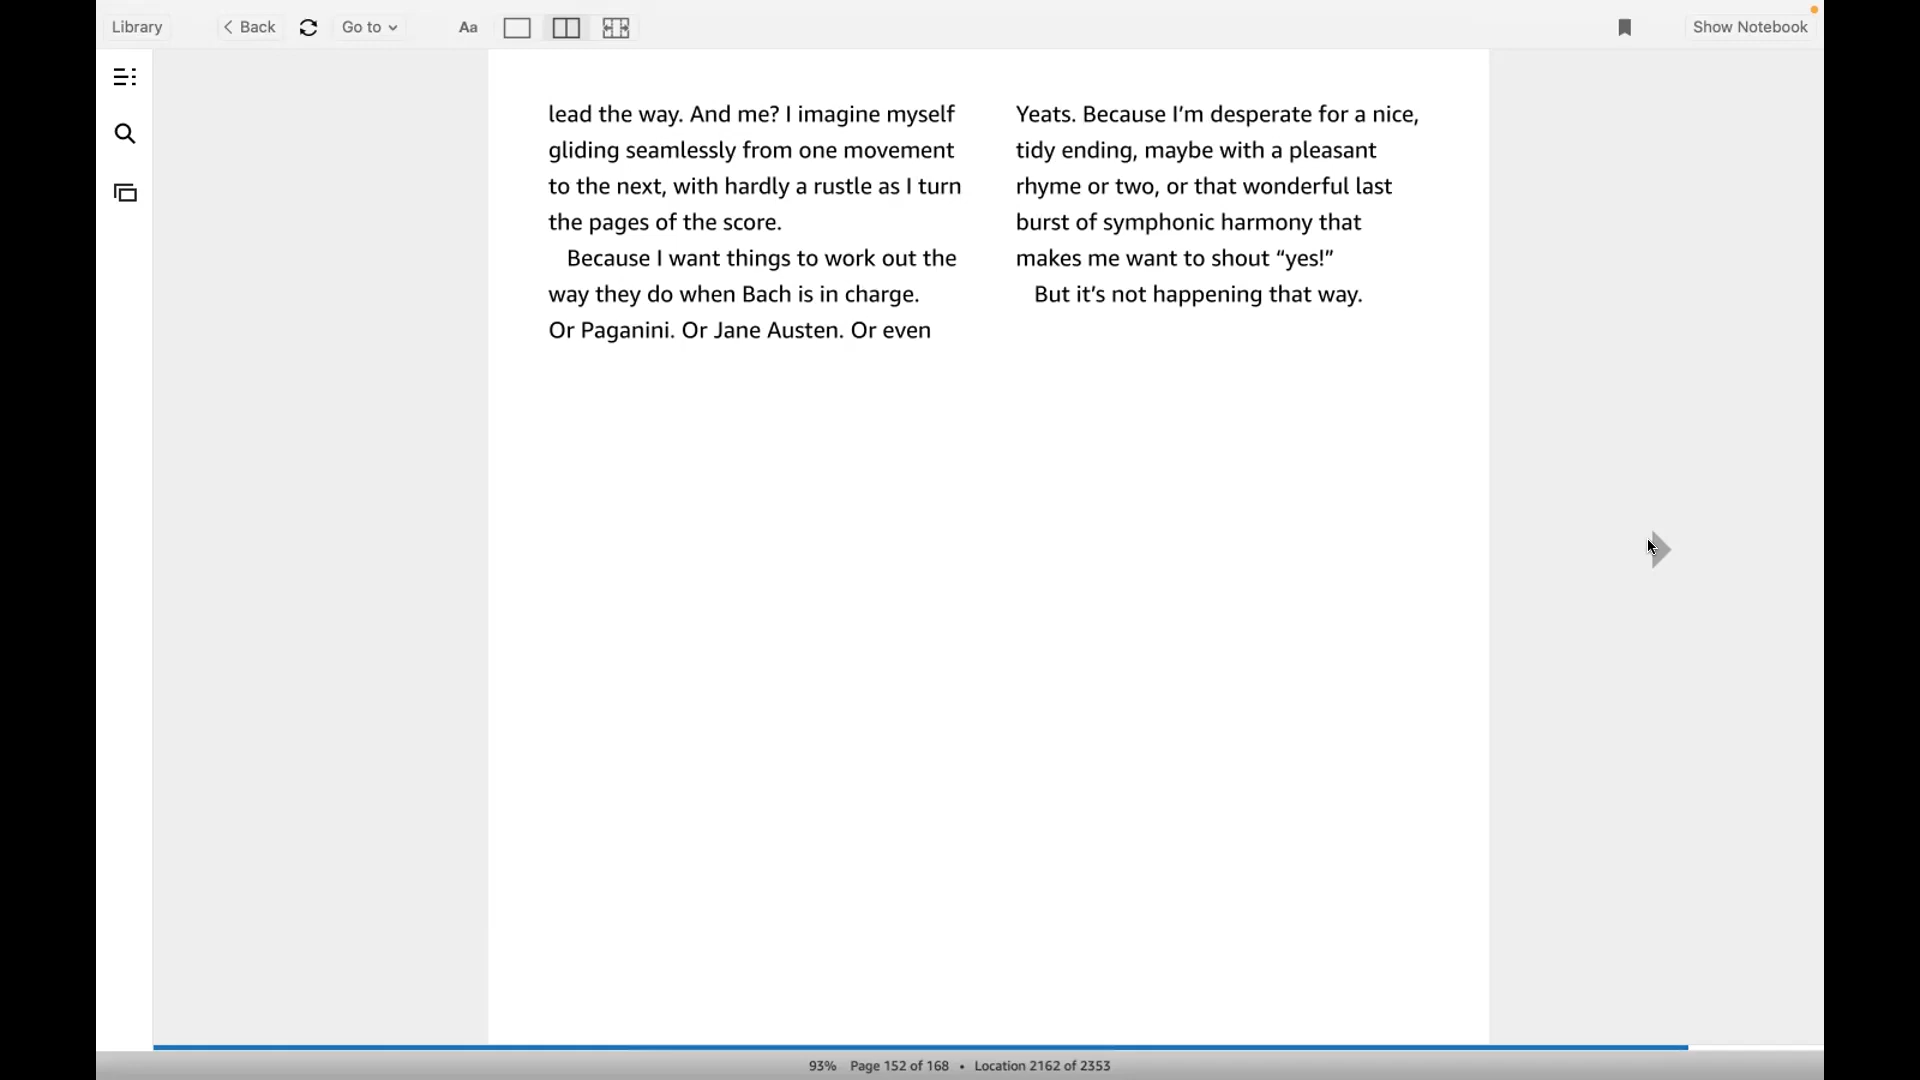 Library
Back
Go to
Aa
Show Notebook
lead the way. And me? I imagine myself
gliding seamlessly from one movement
to the next, with hardly a rustle as I turn
the pages of the score.
Because I want things to work out the
way they do when Bach is in charge.
Or Paganini. Or Jane Austen. Or even
Yeats. Because I’m desperate for a nice,
tidy ending, maybe with a pleasant
rhyme or two, or that wonderful last
burst of symphonic harmony that
makes me want to shout “yes!”
But it’s not happening that way.
93% Page 152 of 168 • Location 2162 of 2353